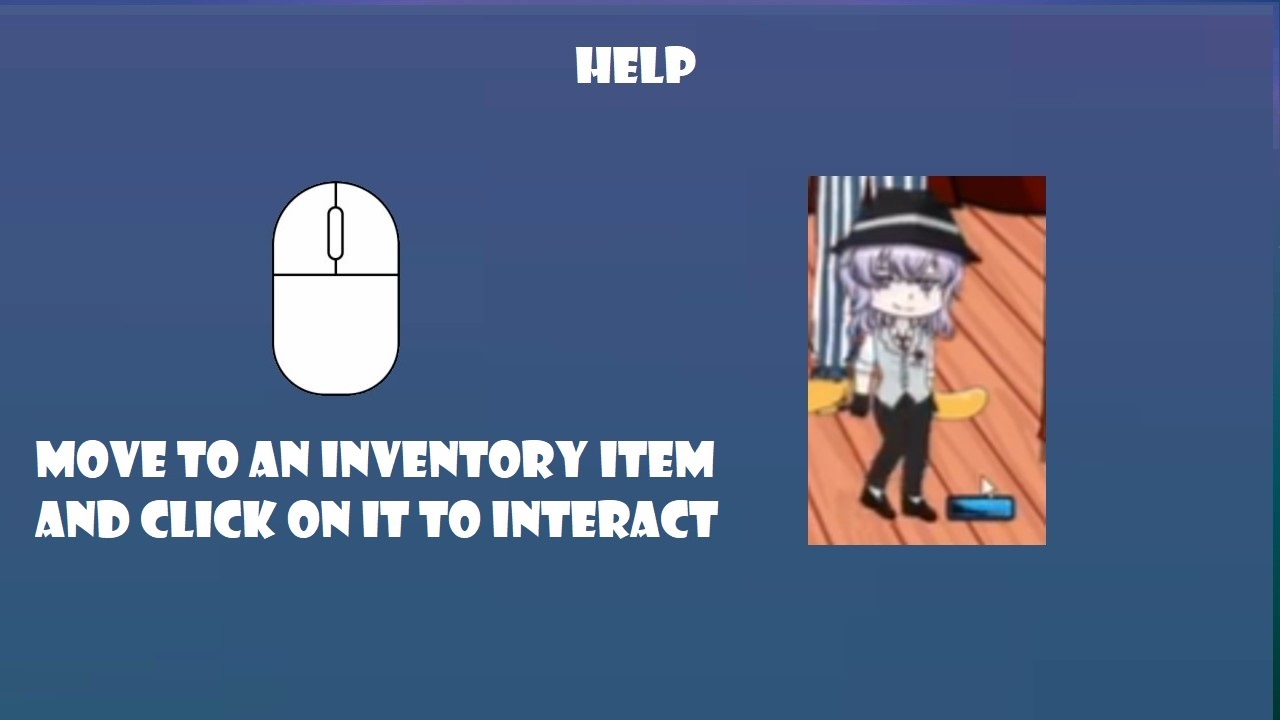 HELP
MOVE TO AN INVENTORY ITEM
AND CLICK ON IT TO INTERACT